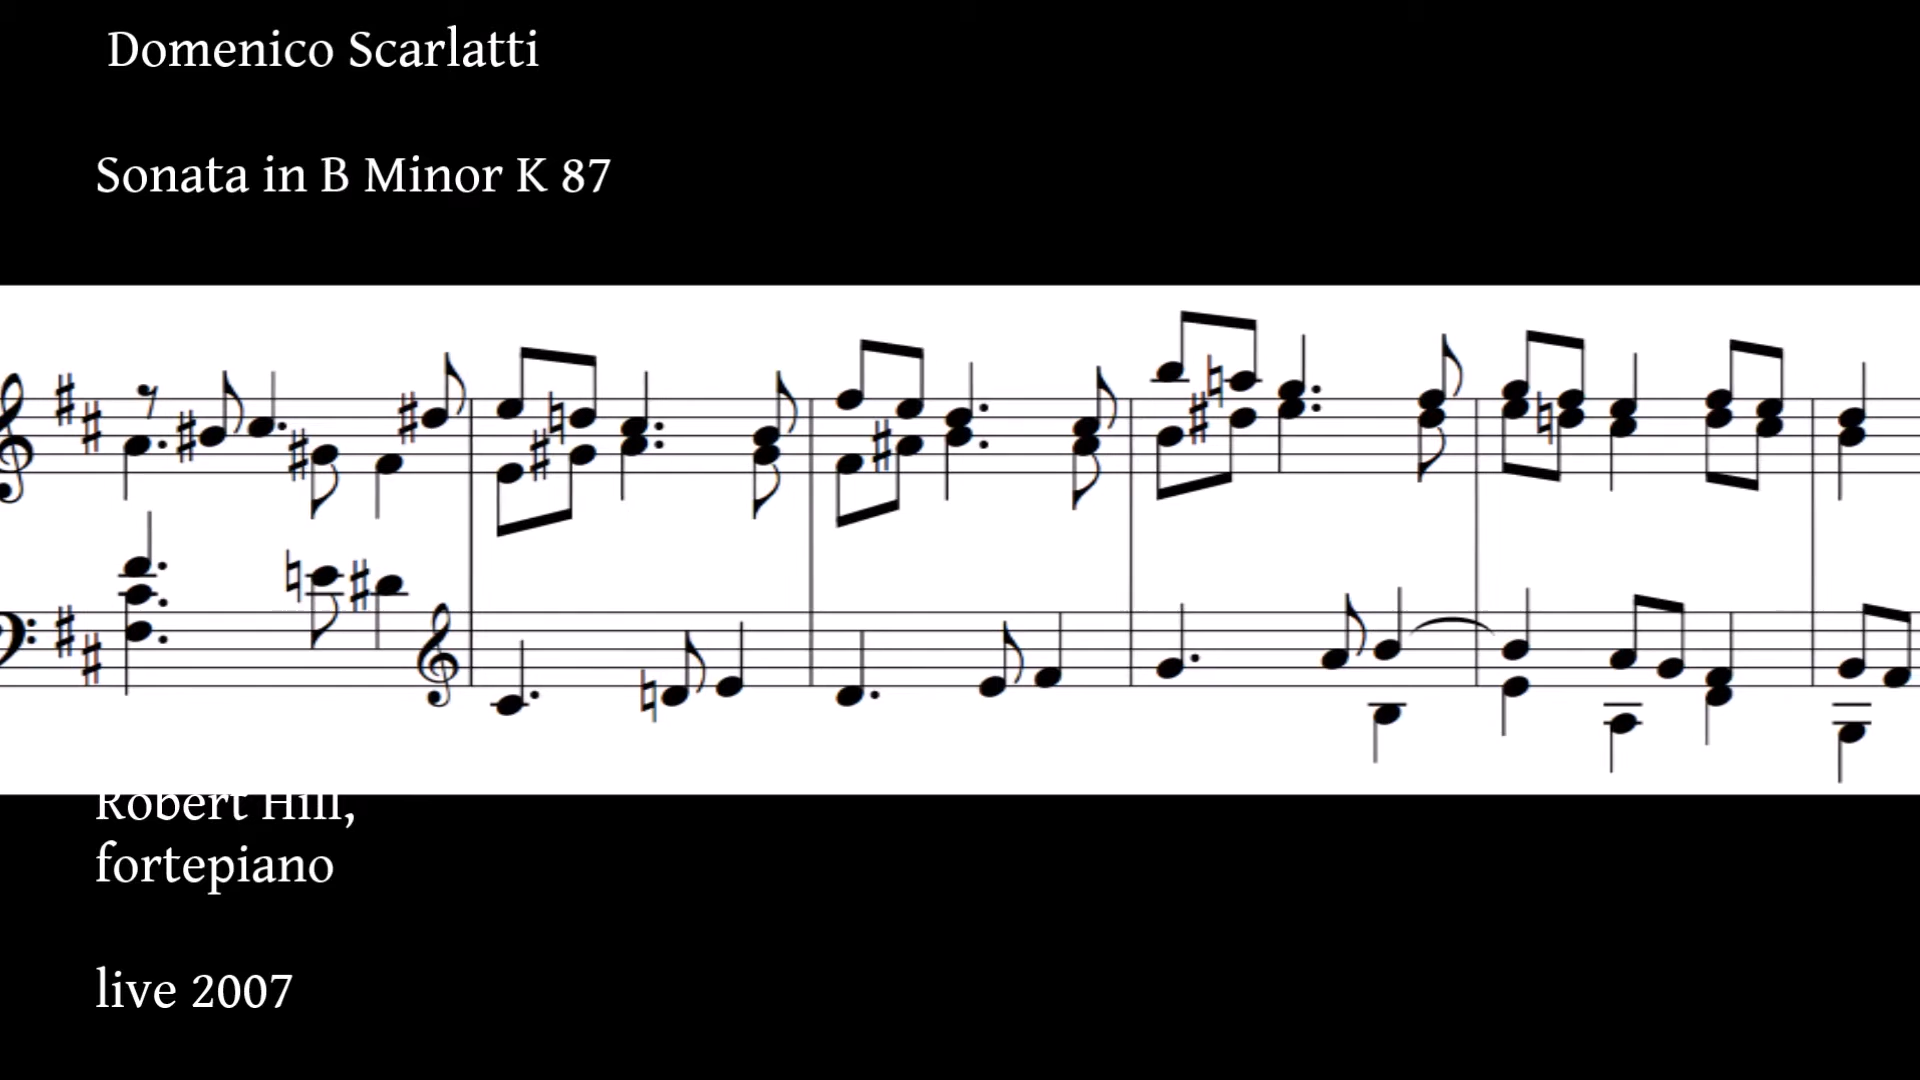 Domenico Scarlatti
Sonata in B Minor K 87
Robert Hill,
fortepiano
live 2007